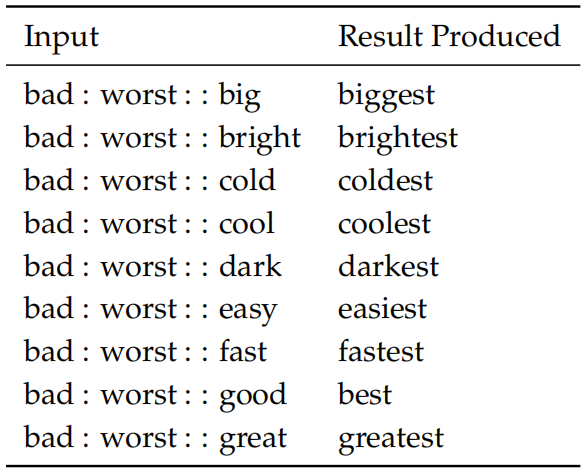 Input Result Produced
bad : worst : : big biggest
bad : worst : : bright brightest
bad : worst : : cold coldest
bad : worst : : cool coolest
bad : worst : : dark darkest
bad : worst : : easy easiest
bad : worst : : fast fastest
bad : worst : : good best
bad : worst : : great greatest